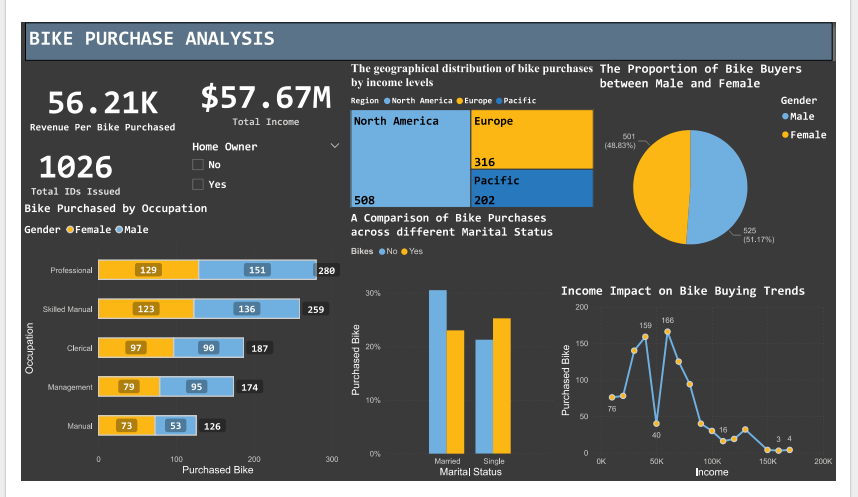 BIKE PURCHASE ANALYSIS
56.21K
Revenue Per Bike Purchased
$57.67M
Total Income
1026
Total IDs Issued
Home Owner
No
Yes
The geographical distribution of bike purchases
by income levels
Region North America Europe Pacific
North America
508
Europe
316
Pacific
202
The Proportion of Bike Buyers
between Male and Female
Gender
Male
Female
501
(48.83%)
525
(51.17%)
Bike Purchased by Occupation
Gender Female Male
Occupation
Professional 129 151 280
Skilled Manual 123 136 259
Clerical 97 90 187
Management 79 95 174
Manual 73 53 126
0 100 200 300
Purchased Bike
A Comparison of Bike Purchases
across different Marital Status
Bikes No Yes
Purchased Bike
30%
20%
10%
0%
Married Single
Marital Status
Income Impact on Bike Buying Trends
Purchased Bike
200
150
100
50
0
76
159
40
166
16
3
4
0K 50K 100K 150K 200K
Income